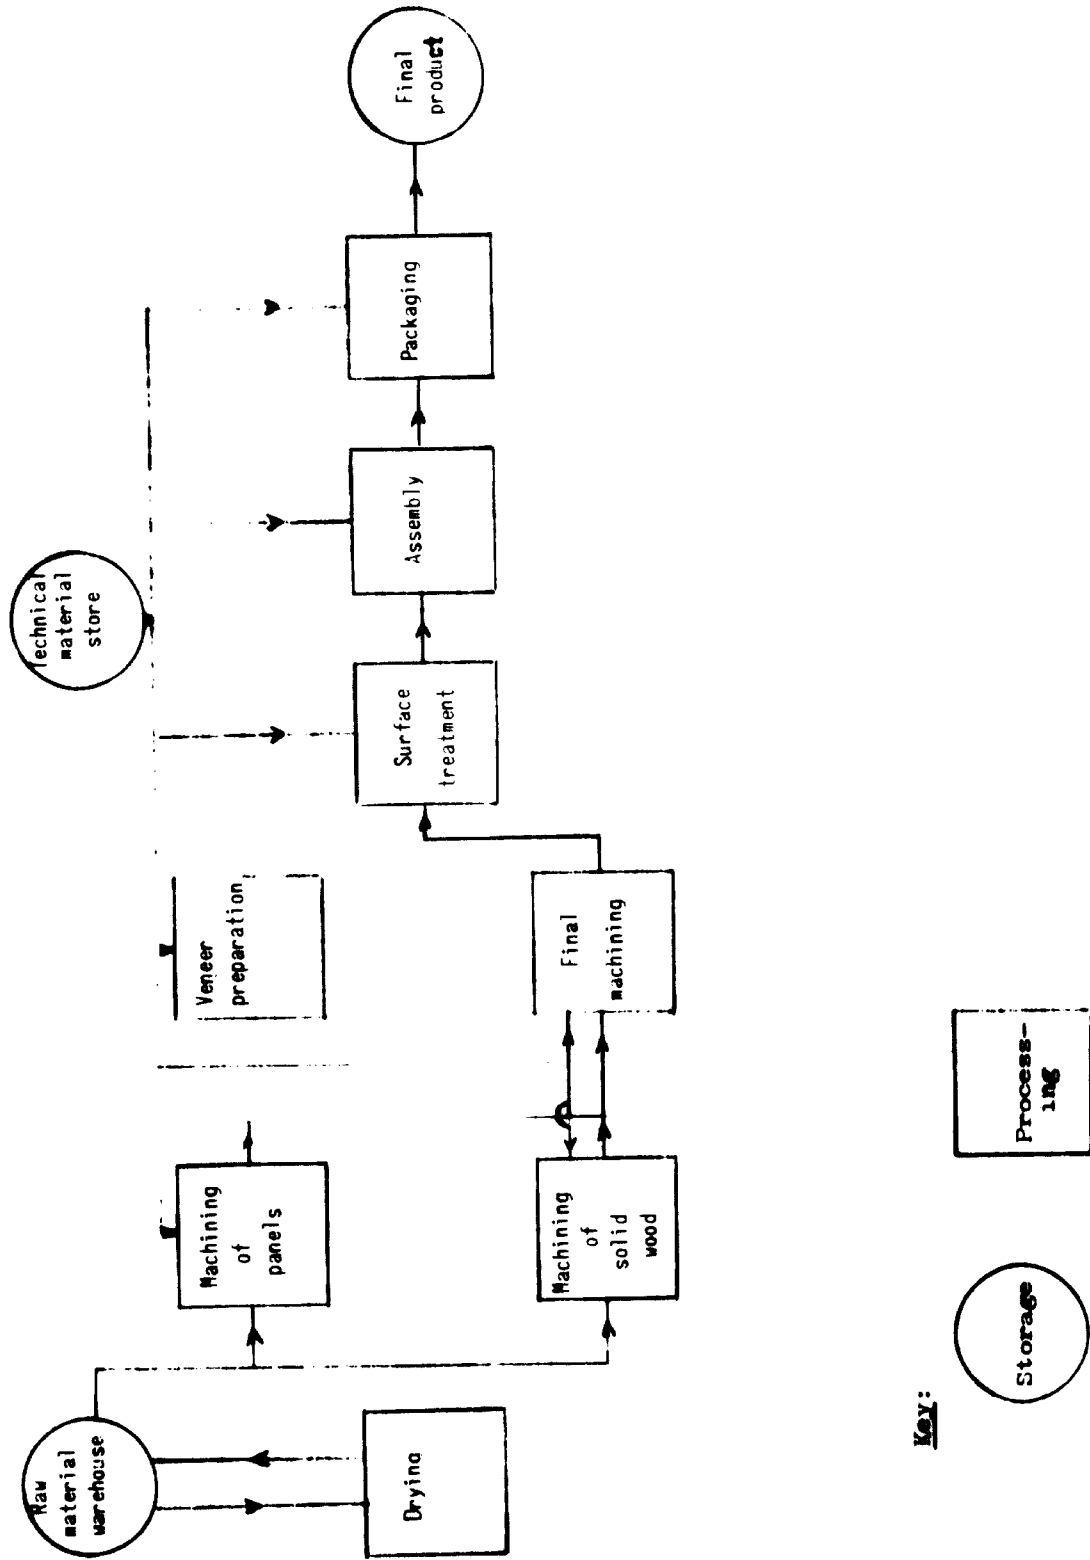 Raw
material
warehouse
Drying
Machining
of
panels
Machining
of
solid
wood
Veneer
preparation
Final
machining
Technical
material
store
Surface
treatment
Assembly
Packaging
Final
product
Key:
Storage
Process-
ing